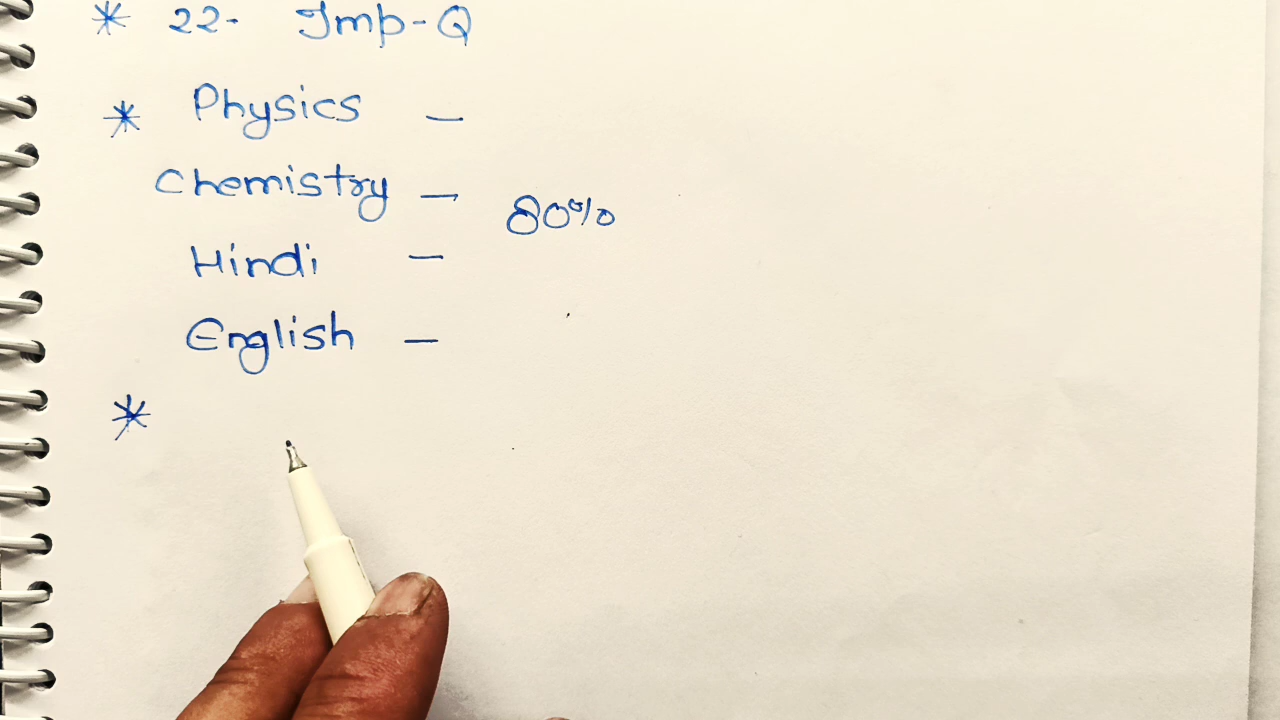 * 22- Imp-Q
* Physics -
Chemistry - 80%
Hindi -
English -
*